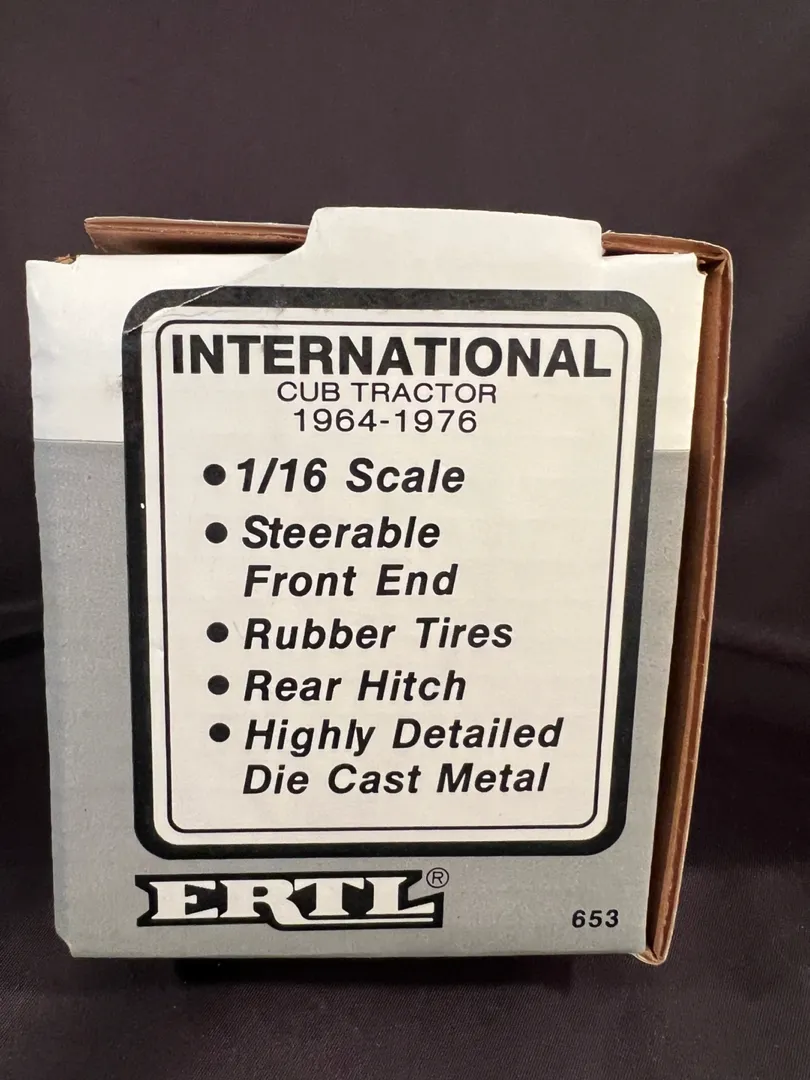 INTERNATIONAL
CUB TRACTOR
1964-1976
• 1/16 Scale
• Steerable
Front End
• Rubber Tires
• Rear Hitch
• Highly Detailed
Die Cast Metal
ERTL®
653